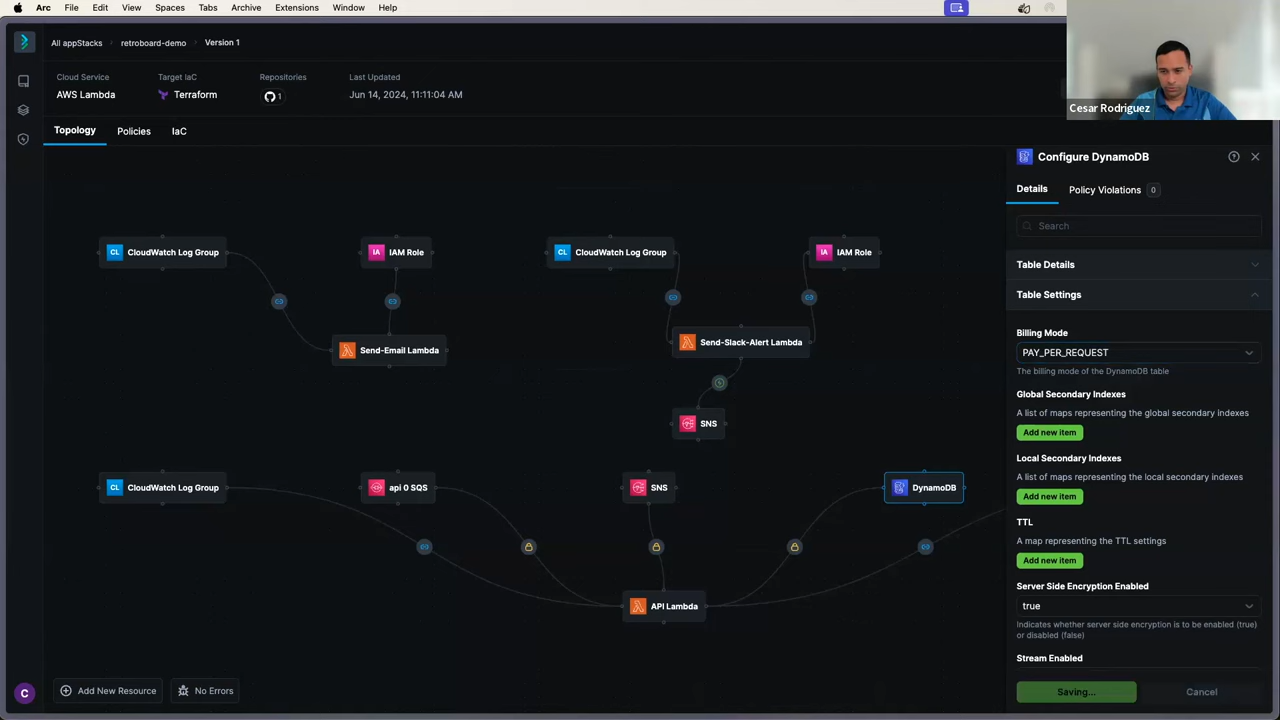 Arc File Edit View Spaces Tabs Archive Extensions Window Help
All appStacks retroboard-demo Version 1
Cloud Service Target IaC Repositories Last Updated
AWS Lambda Terraform 1 Jun 14, 2024, 11:11:04 AM
Cesar Rodriguez
Topology Policies IaC
Configure DynamoDB
Details Policy Violations 0
Search
CL CloudWatch Log Group IA IAM Role CL CloudWatch Log Group IA IAM Role
Table Details
Table Settings
Billing Mode
Send-Email Lambda Send-Slack-Alert Lambda
PAY_PER_REQUEST
The billing mode of the DynamoDB table
Global Secondary Indexes
A list of maps representing the global secondary indexes
SNS
Add new item
Local Secondary Indexes
A list of maps representing the local secondary indexes
CL CloudWatch Log Group api 0 SQS SNS DynamoDB
Add new item
TTL
A map representing the TTL settings
Add new item
Server Side Encryption Enabled
API Lambda
true
Indicates whether server side encryption is to be enabled (true)
or disabled (false)
Stream Enabled
C Add New Resource No Errors
Saving... Cancel